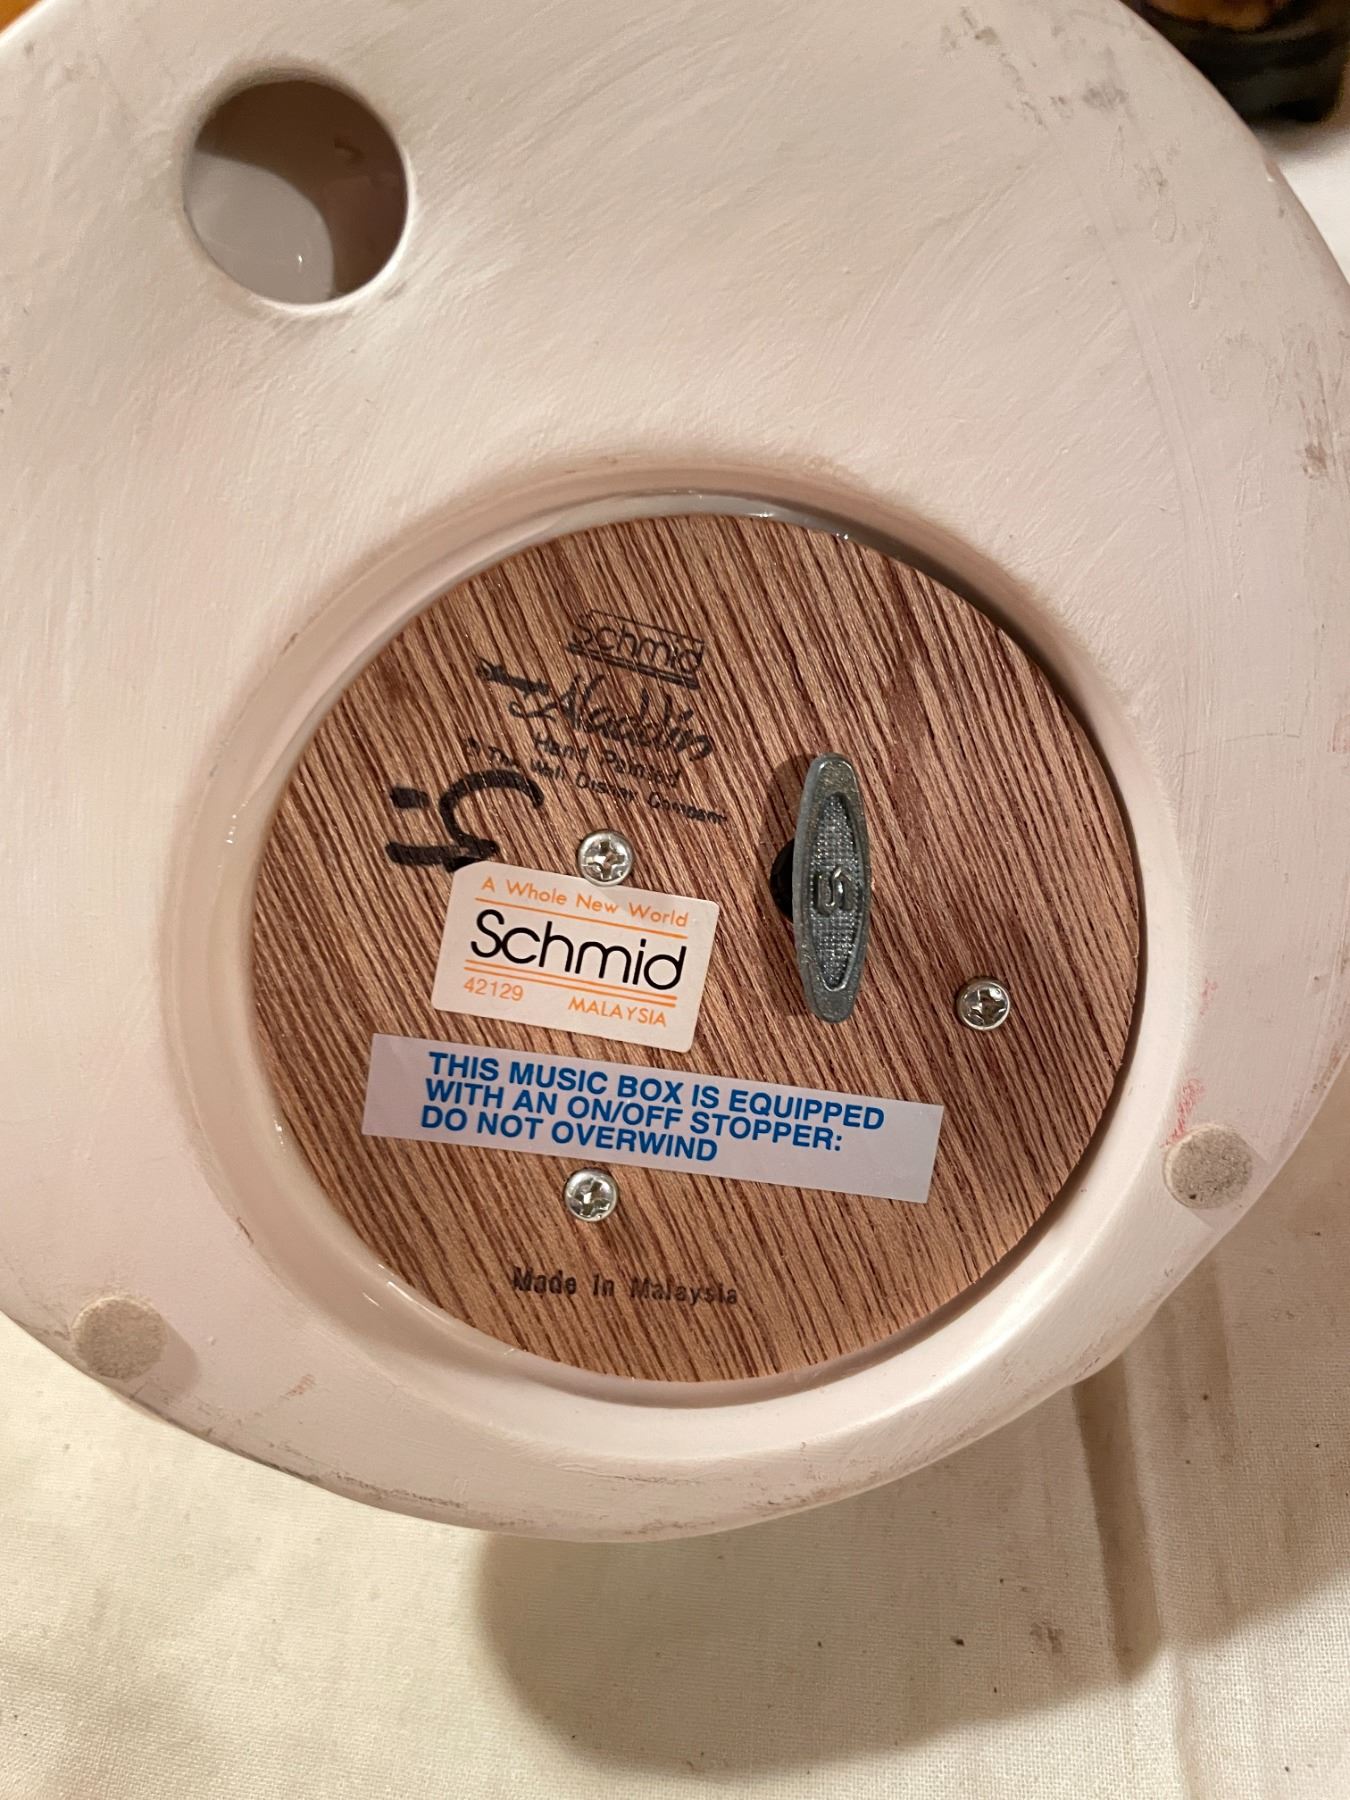 Schmid
Aladdin
Hand Painted
© The Walt Disney Company
A Whole New World
Schmid
42129 MALAYSIA
THIS MUSIC BOX IS EQUIPPED
WITH AN ON/OFF STOPPER:
DO NOT OVERWIND
Made in Malaysia
S